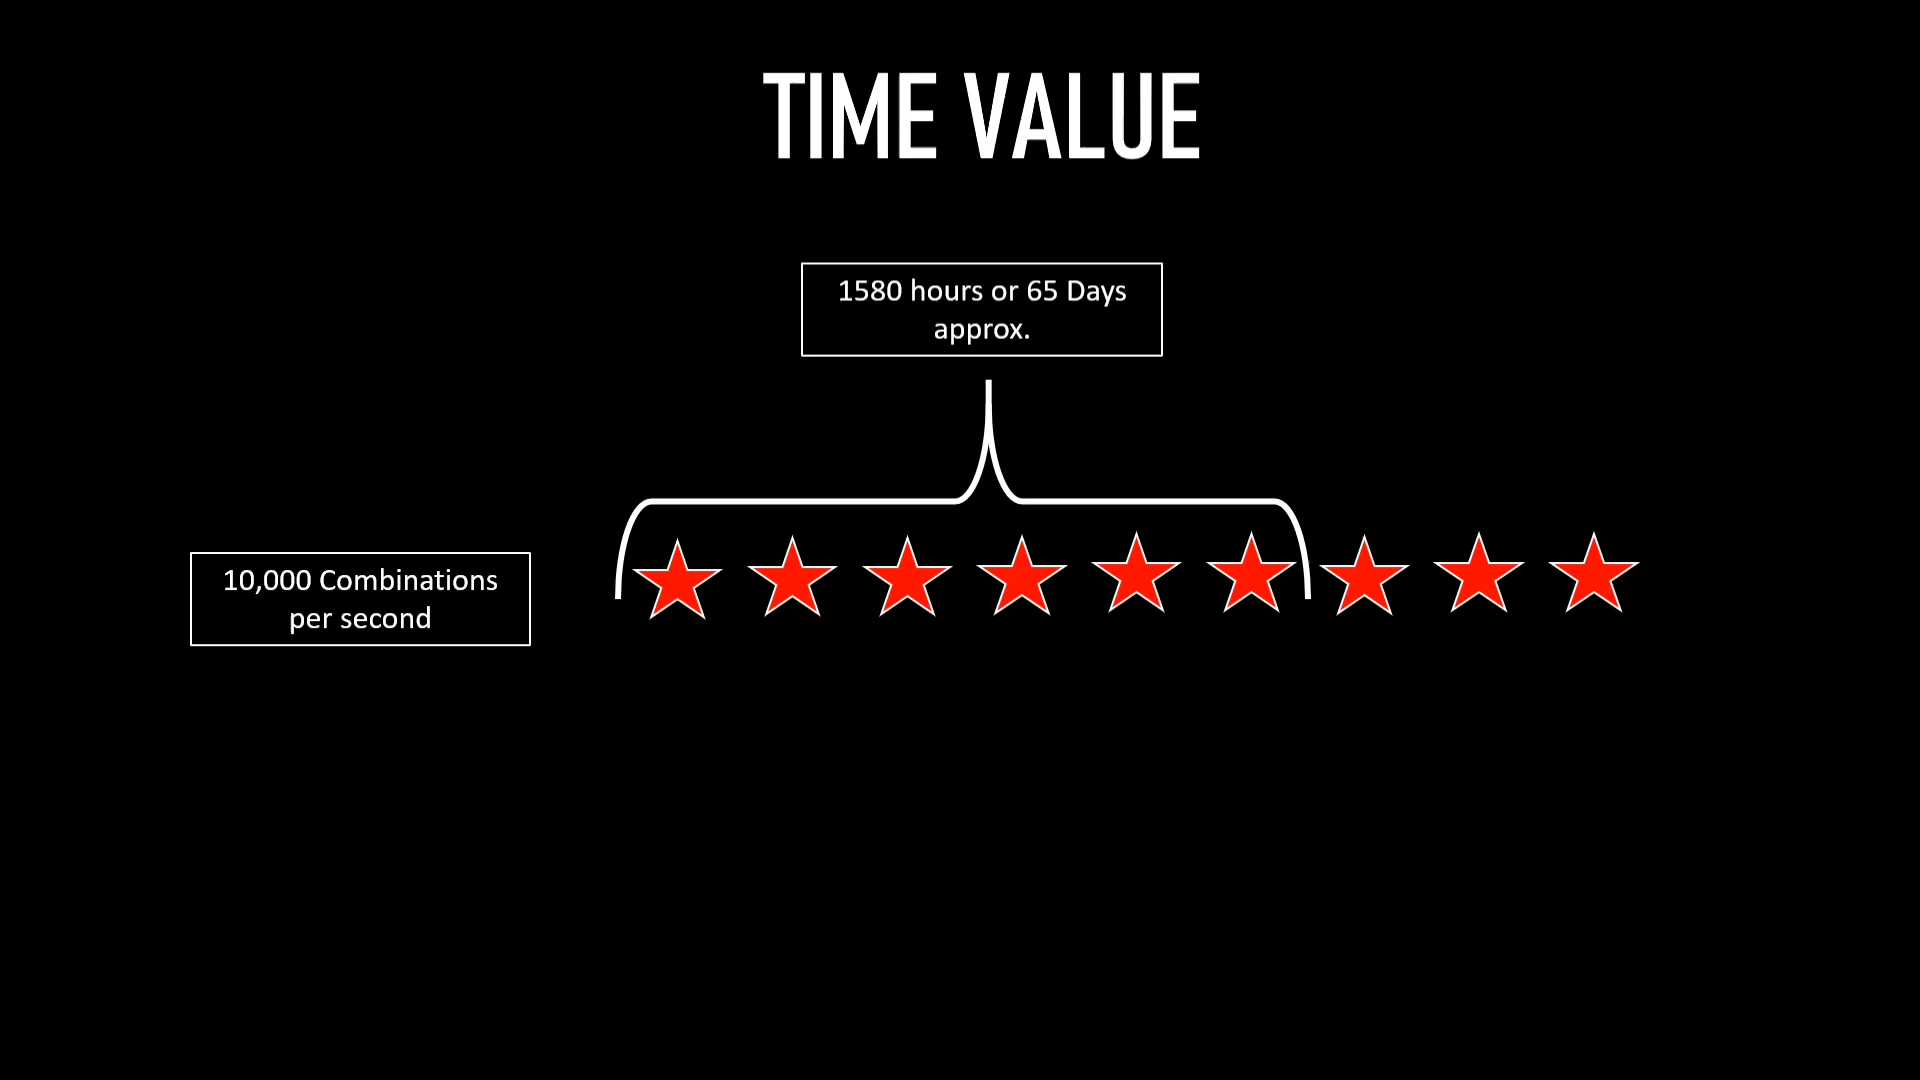 TIME VALUE
1580 hours or 65 Days
approx.
10,000 Combinations
per second